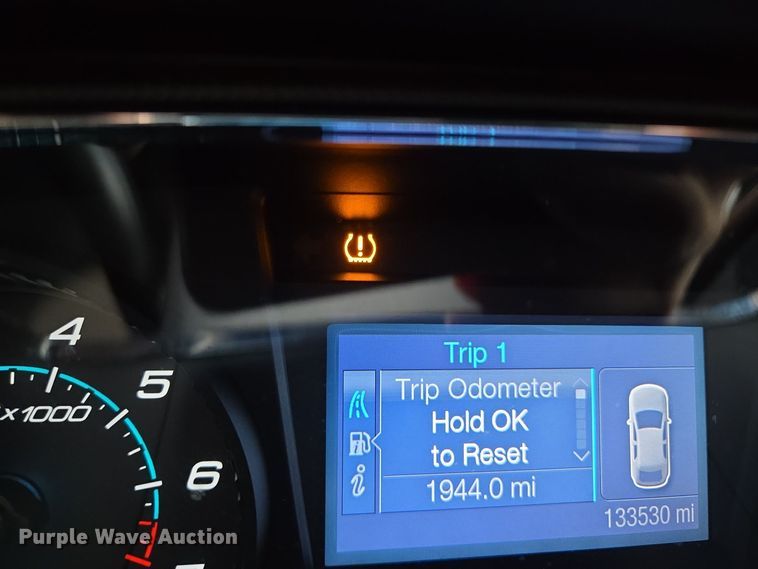 4
5
x1000
6
Trip 1
Trip Odometer
Hold OK
to Reset
1944.0 mi
133530 mi
Purple Wave Auction®